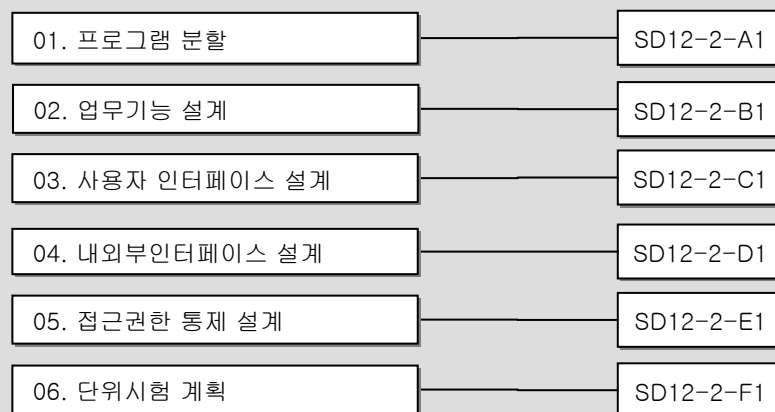 01. 프로그램 분할
SD12-2-A1
02. 업무기능 설계
SD12-2-B1
03. 사용자 인터페이스 설계
SD12-2-C1
04. 내외부인터페이스 설계
SD12-2-D1
05. 접근권한 통제 설계
SD12-2-E1
06. 단위시험 계획
SD12-2-F1